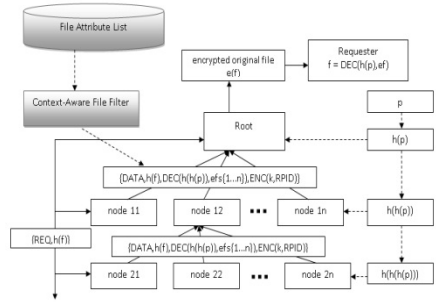 File Attribute List
encrypted original file
e(f)
Requester
f = DEC(h(p),ef)
Context-Aware File Filter
p
Root
h(p)
{DATA,h(f),DEC(h(h(p)),efs{1...n}),ENC(k,RPID)}
node 11
node 12
...
node 1n
h(h(p))
{REQ,h(f)}
{DATA,h(f),DEC(h(h(p)),efs{1...n}),ENC(k,RPID)}
node 21
node 22
...
node 2n
h(h(h(p)))